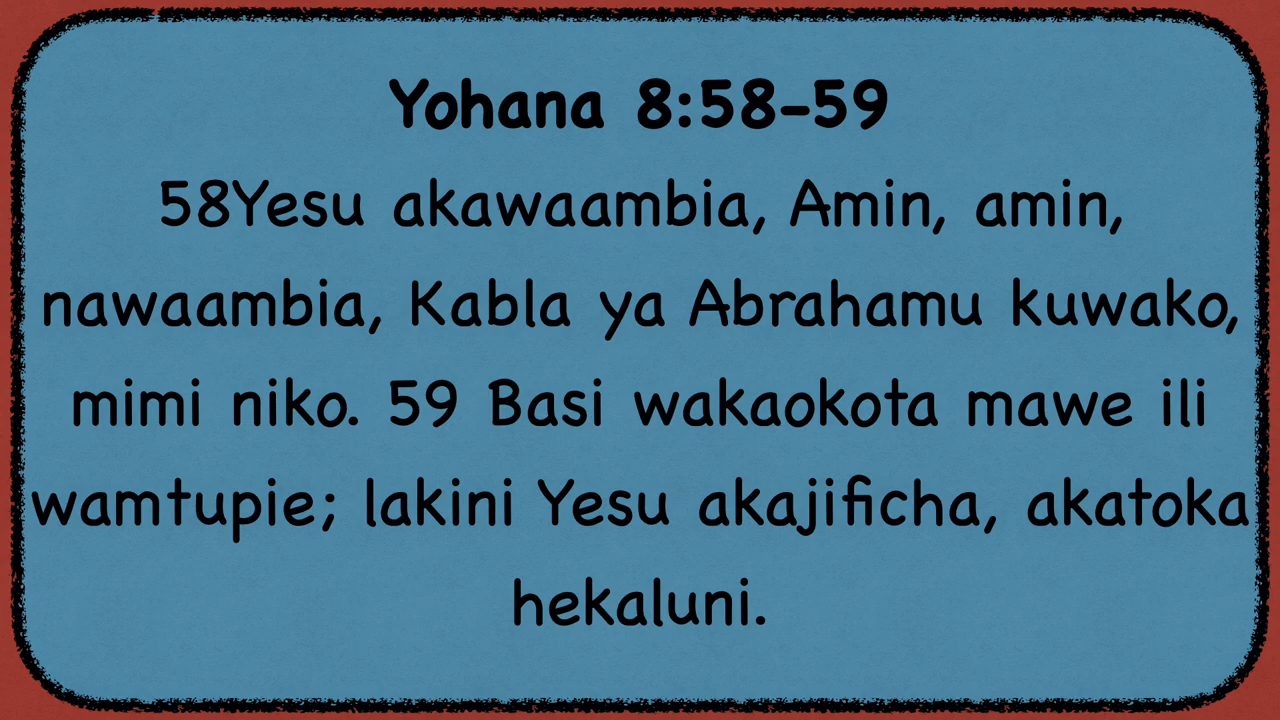 Yohana 8:58-59
58Yesu akawaambia, Amin, amin,
nawaambia, Kabla ya Abrahamu kuwako,
mimi niko. 59 Basi wakaokota mawe ili
wamtupie; lakini Yesu akajificha, akatoka
hekaluni.